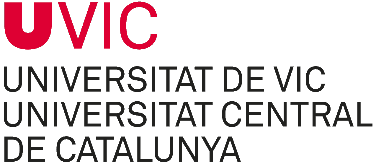 UVIC
UNIVERSITAT DE VIC
UNIVERSITAT CENTRAL
DE CATALUNYA